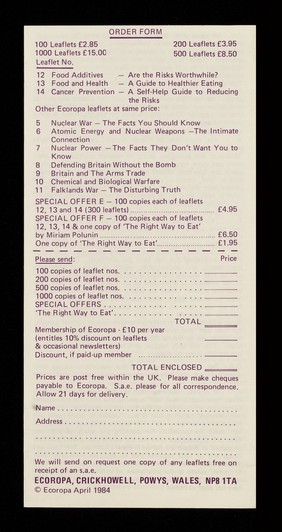 ORDER FORM
100 Leaflets £2.85 200 Leaflets £3.95
1000 Leaflets £15.00 500 Leaflets £8.50
Leaflet No.
12 Food Additives — Are the Risks Worthwhile?
13 Food and Health — A Guide to Healthier Eating
14 Cancer Prevention — A Self-Help Guide to Reducing
the Risks
Other Ecoropa leaflets at same price:
5 Nuclear War — The Facts You Should Know
6 Atomic Energy and Nuclear Weapons —The Intimate
Connection
7 Nuclear Power —The Facts They Don't Want You to
Know
8 Defending Britain Without the Bomb
9 Britain and The Arms Trade
10 Chemical and Biological Warfare
11 Falklands War — The Disturbing Truth
SPECIAL OFFER E — 100 copies each of leaflets
12, 13 and 14 (300 leaflets) £4.95
SPECIAL OFFER F — 100 copies each of leaflets
12, 13, 14 & one copy of 'The Right Way to Eat'
by Miriam Polunin £6.50
One copy of 'The Right Way to Eat' £1.95
Please send: Price
100 copies of leaflet nos.
200 copies of leaflet nos.
500 copies of leaflet nos.
1000 copies of leaflet nos.
SPECIAL OFFERS
'The Right Way to Eat'
TOTAL
Membership of Ecoropa - £10 per year
(entitles 10% discount on leaflets
& occasional newsletters)
Discount, if paid-up member
TOTAL ENCLOSED
Prices are post free within the UK. Please make cheques
payable to Ecoropa. S.a.e. please for all correspondence.
Allow 21 days for delivery.
Name
Address
We will send on request one copy of any leaflets free on
receipt of an s.a.e.
ECOROPA, CRICKHOWELL, POWYS, WALES, NP8 1TA
© Ecoropa April 1984